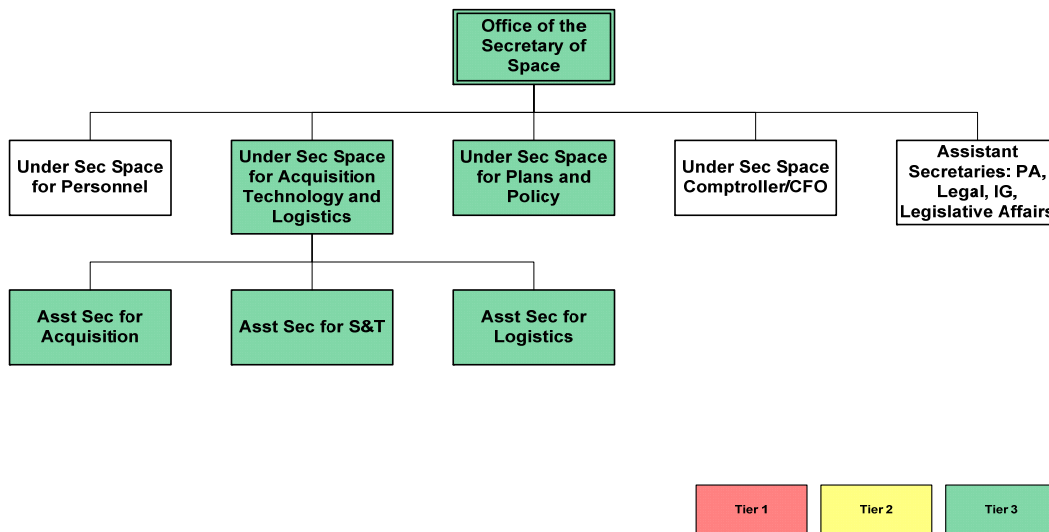 Office of the
Secretary of
Space
Under Sec Space
for Personnel
Under Sec Space
for Acquisition
Technology and
Logistics
Under Sec Space
for Plans and
Policy
Under Sec Space
Comptroller/CFO
Assistant
Secretaries: PA,
Legal, IG,
Legislative Affairs
Asst Sec for
Acquisition
Asst Sec for S&T
Asst Sec for
Logistics
Tier 1
Tier 2
Tier 3